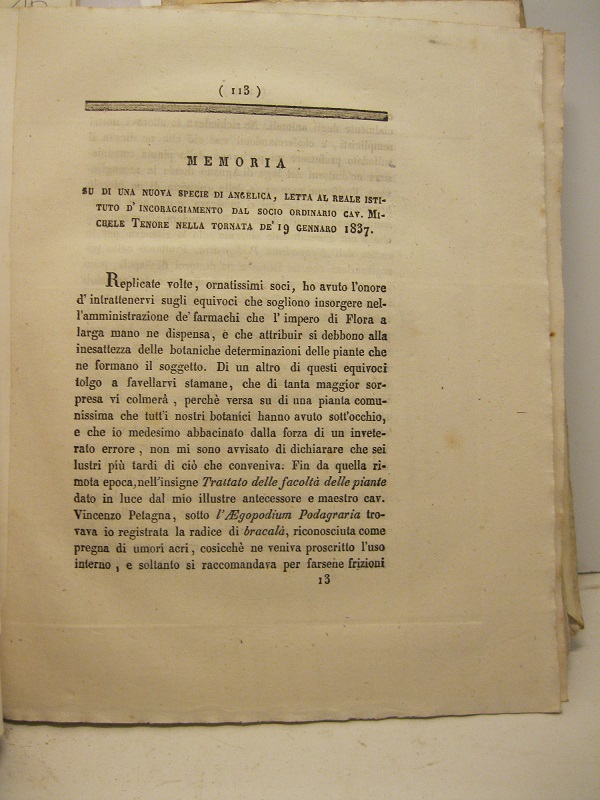 ( 113 )
MEMORIA
SU DI UNA NUOVA SPECIE DI ANGELICA, LETTA AL REALE ISTI-
TUTO D' INCORAGGIAMENTO DAL SOCIO ORDINARIO CAV. MI-
CHELE TENORE NELLA TORNATA DE' 19 GENNARO 1837.
Replicate volte, ornatissimi soci, ho avuto l'onore
d' intrattenervi sugli equivoci che sogliono insorgere nel-
l'amministrazione de' farmachi che l' impero di Flora a
larga mano ne dispensa, e che attribuir si debbono alla
inesattezza delle botaniche determinazioni delle piante che
ne formano il soggetto. Di un altro di questi equivoci
tolgo a favellarvi stamane, che di tanta maggior sor-
presa vi colmerà, perchè versa su di una pianta comu-
nissima che tutt'i nostri botanici hanno avuto sott'occhio,
e che io medesimo abbacinato dalla forza di un invete-
rato errore, non mi sono avvisato di dichiarare che sei
lustri più tardi di ciò che conveniva. Fin da quella ri-
mota epoca, nell'insigne Trattato delle facoltà delle piante
dato in luce dal mio illustre antecessore e maestro cav.
Vincenzo Petagna, sotto l'Ægopodium Podagraria tro-
vava io registrata la radice di bracalà, riconosciuta come
pregna di umori acri, cosicchè ne veniva proscritto l'uso
interno, e soltanto si raccomandava per farsene frizioni
13